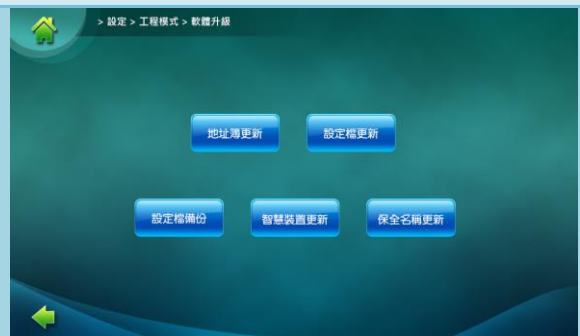 > 設定 > 工程模式 > 軟體升級
地址簿更新 設定檔更新
設定檔備份 智慧裝置更新 保全名稱更新